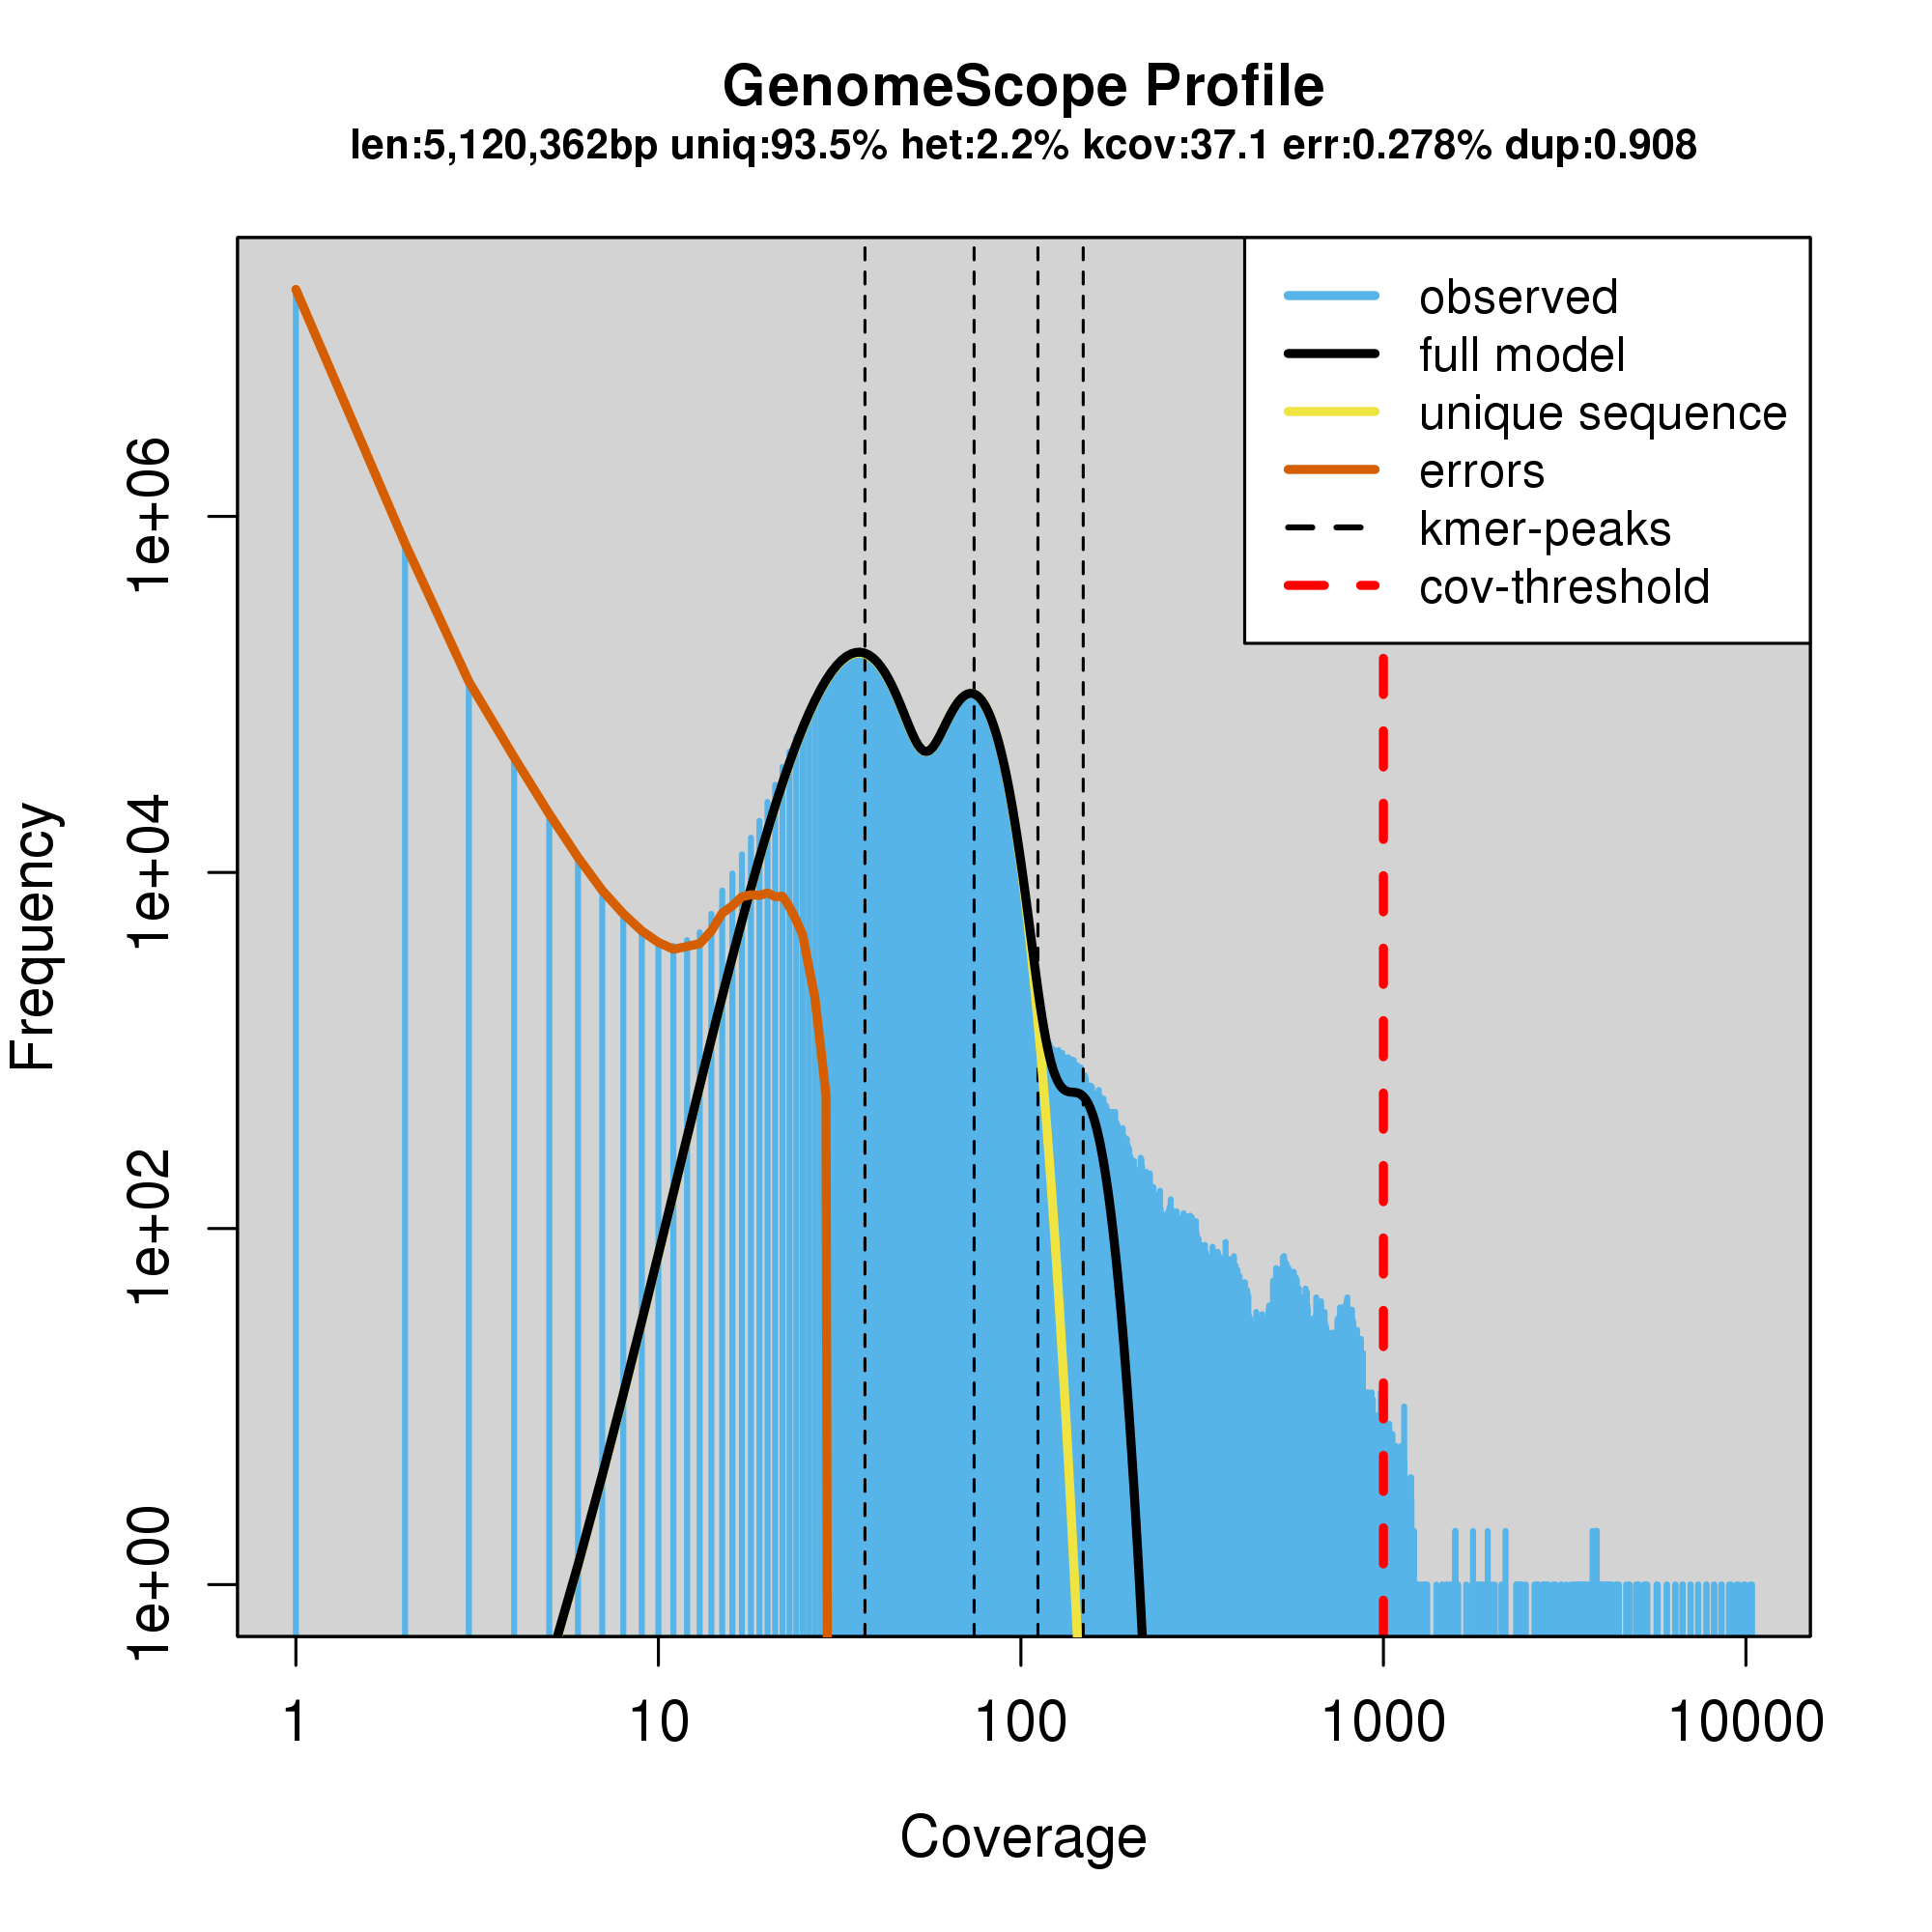 GenomeScope Profile
len:5,120,362bp uniq:93.5% het:2.2% kcov:37.1 err:0.278% dup:0.908
observed
full model
unique sequence
errors
kmer-peaks
cov-threshold
Frequency
1e+06
1e+04
1e+02
1e+00
1 10 100 1000 10000
Coverage